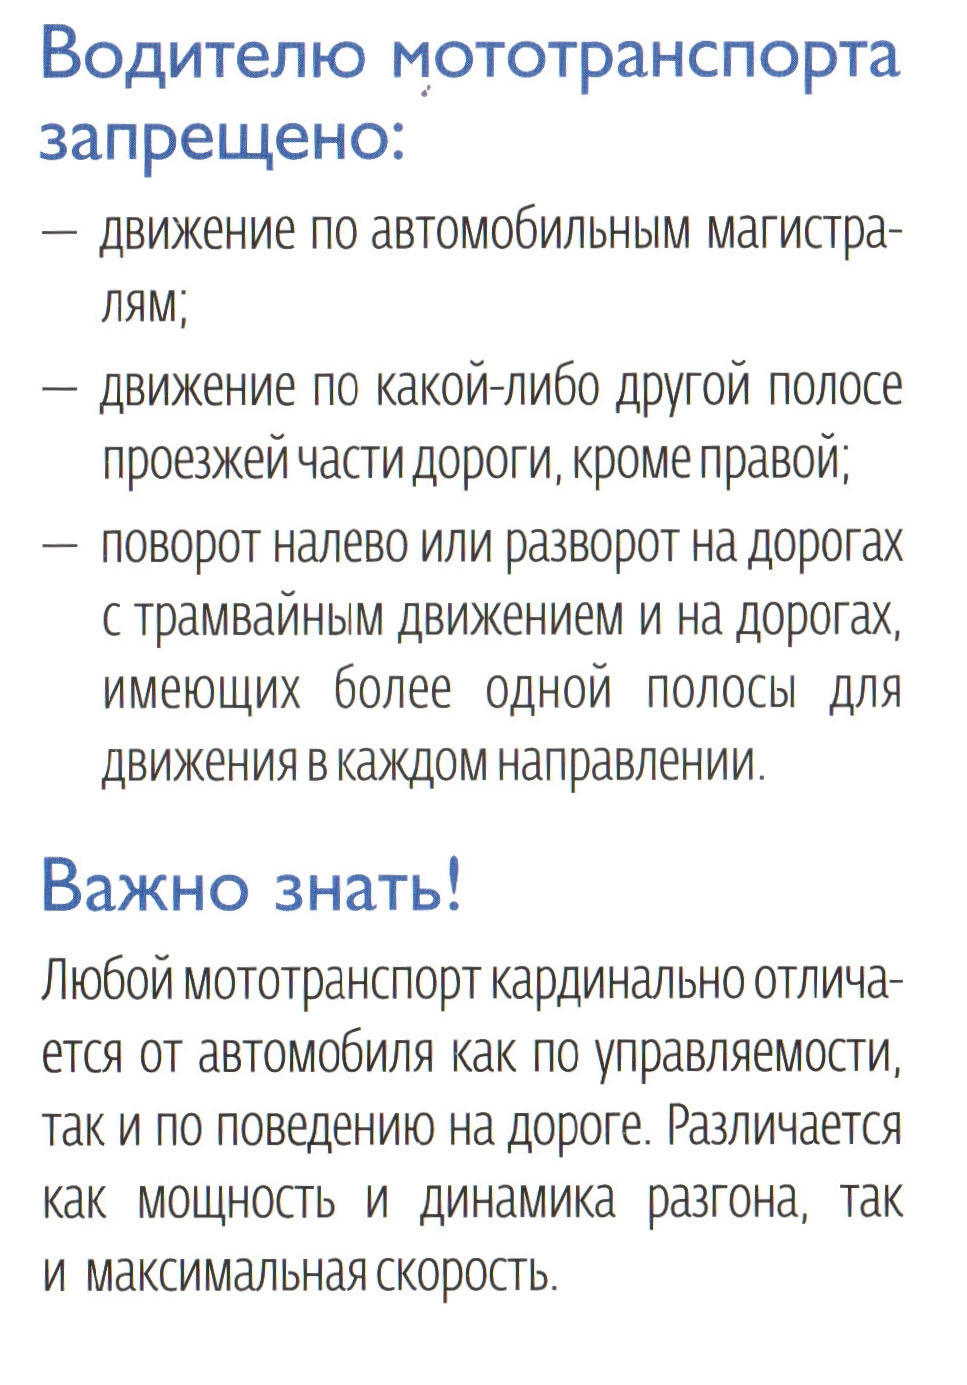 Водителю мототранспорта
запрещено:
— движение по автомобильным магистра-
лям;
— движение по какой-либо другой полосе
проезжей части дороги, кроме правой;
— поворот налево или разворот на дорогах
с трамвайным движением и на дорогах,
имеющих более одной полосы для
движения в каждом направлении.
Важно знать!
Любой мототранспорт кардинально отлича-
ется от автомобиля как по управляемости,
так и по поведению на дороге. Различается
как мощность и динамика разгона, так
и максимальная скорость.